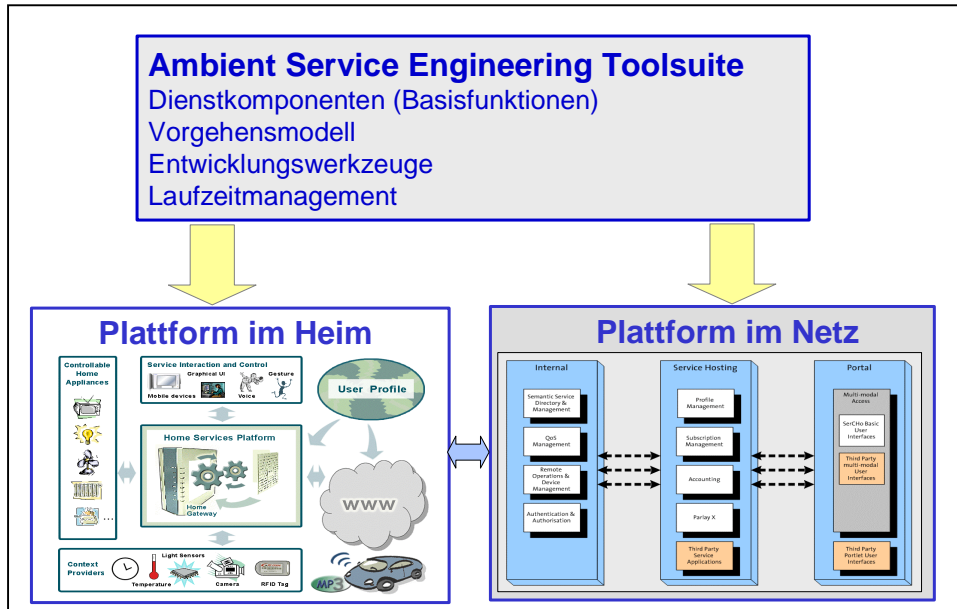 Ambient Service Engineering Toolsuite
Dienstkomponenten (Basisfunktionen)
Vorgehensmodell
Entwicklungswerkzeuge
Laufzeitmanagement
Plattform im Heim
Controllable
Home
Appliances
...
Service Interaction and Control
Graphical UI
Gesture
Mobile devices
Voice
User Profile
Home Services Platform
Home
Gateway
WWW
Context
Providers
Light Sensors
Temperature
Camera
RFID Tag
MP3
Plattform im Netz
Internal
Semantic Service
Directory &
Management
QoS
Management
Remote
Operations &
Device
Management
Authentication &
Authorisation
Service Hosting
Profile
Management
Subscription
Management
Accounting
Parlay X
Third Party
Service
Applications
Portal
Multi-modal
Access
SerCHo Basic
User
Interfaces
Third Party
multi-modal
User
Interfaces
Third Party
Portlet User
Interfaces